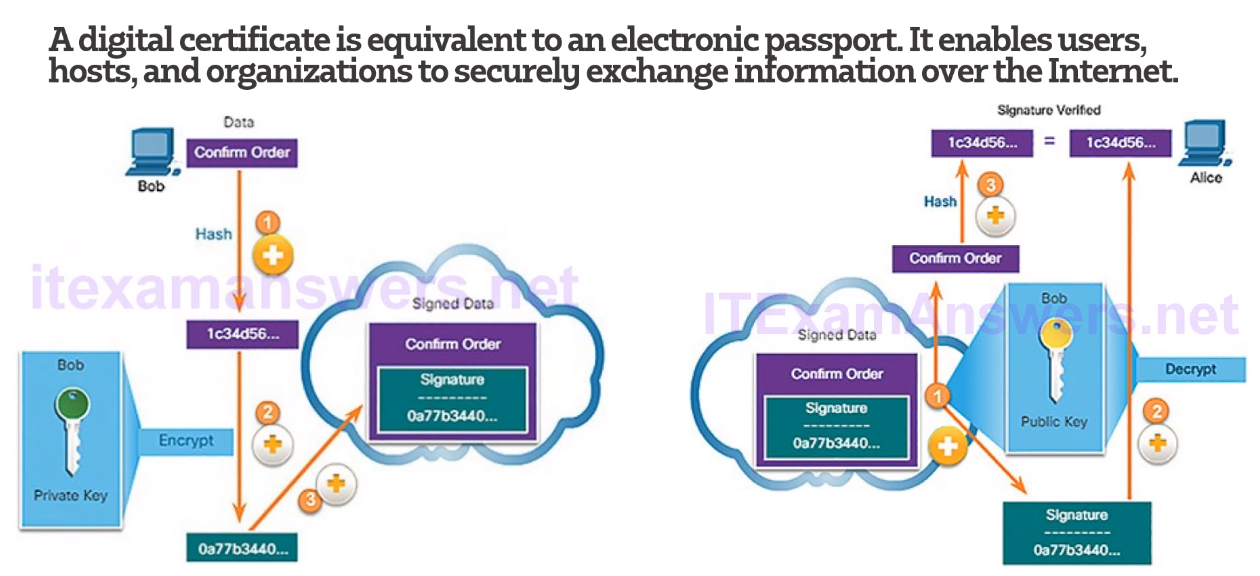 A digital certificate is equivalent to an electronic passport. It enables users,
hosts, and organizations to securely exchange information over the Internet.
Data
Confirm Order
Bob
1
Hash
itexamanswers.net
1c34d56...
Bob
Private Key
Encrypt
2
3
0a77b3440...
Signed Data
Confirm Order
Signature
---------
0a77b3440...
Signature Verified
1c34d56...
=
1c34d56...
Alice
3
Hash
Confirm Order
ITExamAnswers.net
Signed Data
Confirm Order
Signature
---------
0a77b3440...
1
Bob
Public Key
Decrypt
2
Signature
---------
0a77b3440...